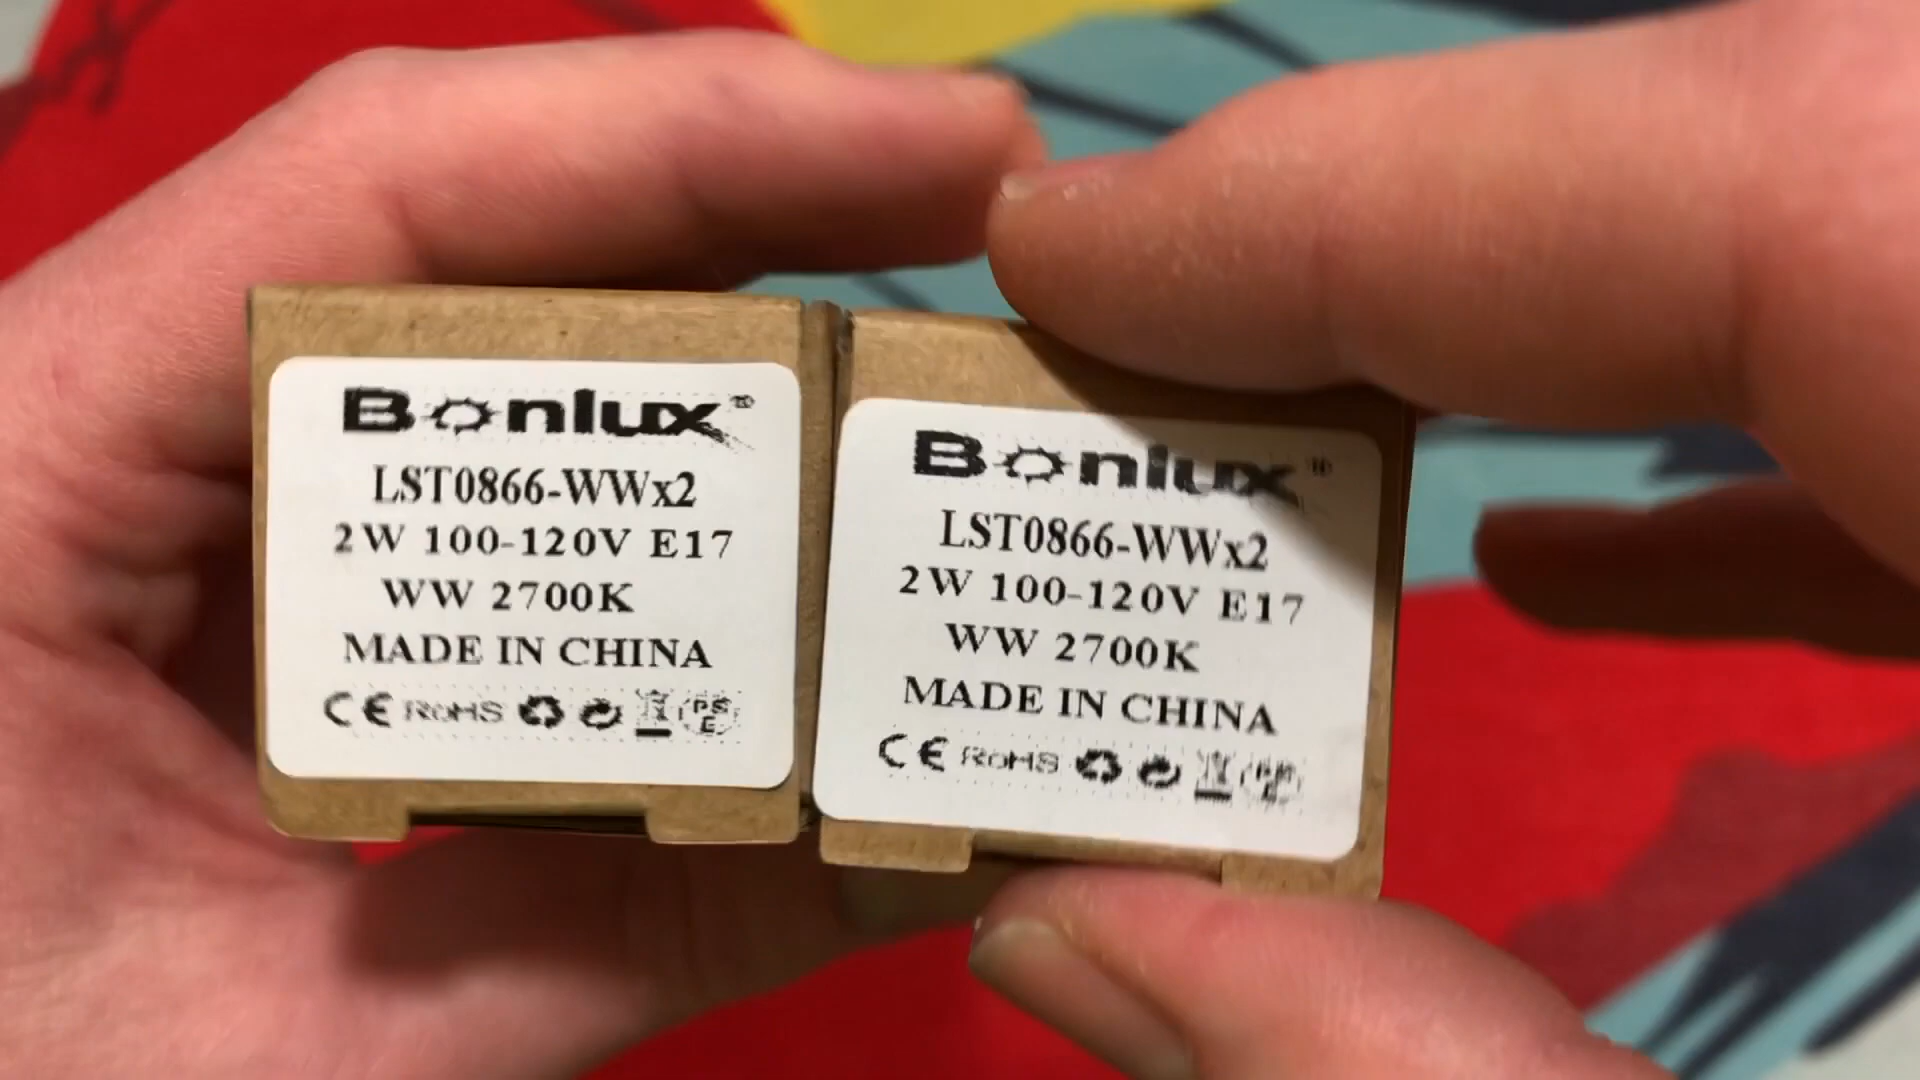 Bonlux®
LST0866-WWx2
2W 100-120V E17
WW 2700K
MADE IN CHINA
CE RoHS PS E
Bonlux®
LST0866-WWx2
2W 100-120V E17
WW 2700K
MADE IN CHINA
CE RoHS